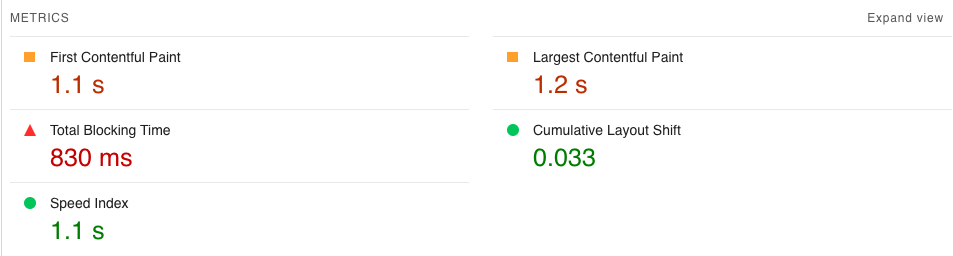 METRICS
Expand view
First Contentful Paint
1.1 s
Largest Contentful Paint
1.2 s
Total Blocking Time
830 ms
Cumulative Layout Shift
0.033
Speed Index
1.1 s